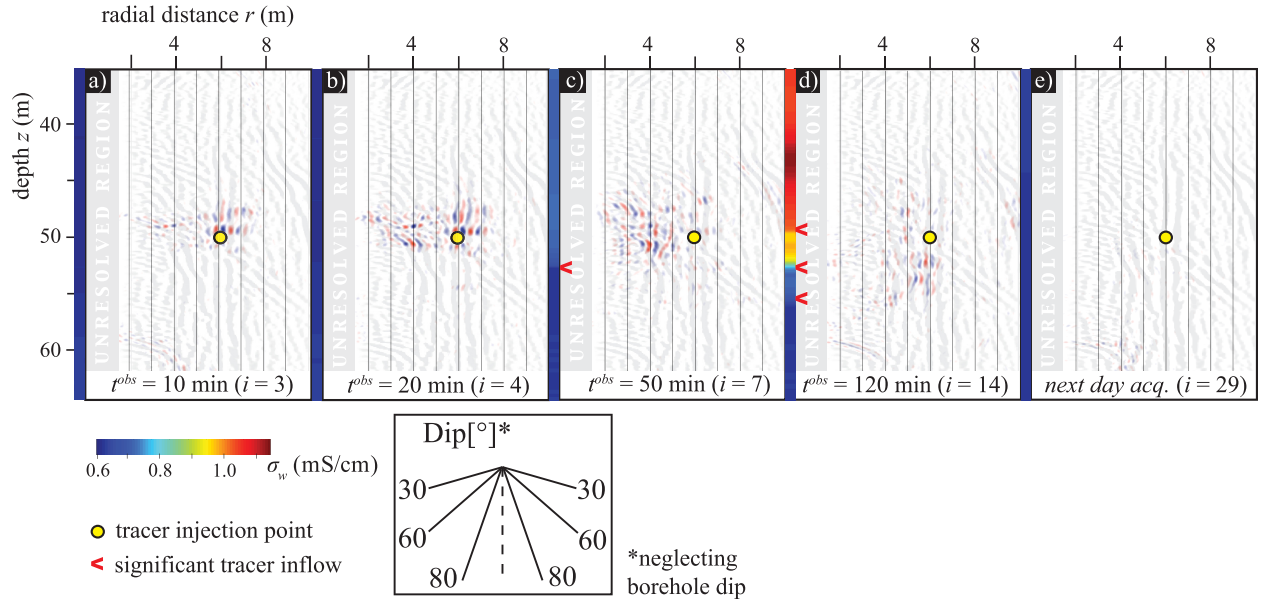 radial distance r (m)
4 8 4 8 4 8 4 8 4 8
a) b) c) d) e)
depth z (m)
40
50
60
UNRESOLVED REGION
UNRESOLVED REGION
UNRESOLVED REGION
UNRESOLVED REGION
UNRESOLVED REGION
t^obs = 10 min (i = 3)
t^obs = 20 min (i = 4)
t^obs = 50 min (i = 7)
t^obs = 120 min (i = 14)
next day acq. (i = 29)
0.6 0.8 1.0 σ_w (mS/cm)
tracer injection point
< significant tracer inflow
Dip[°]*
30 30
60 60
80 80
*neglecting
borehole dip